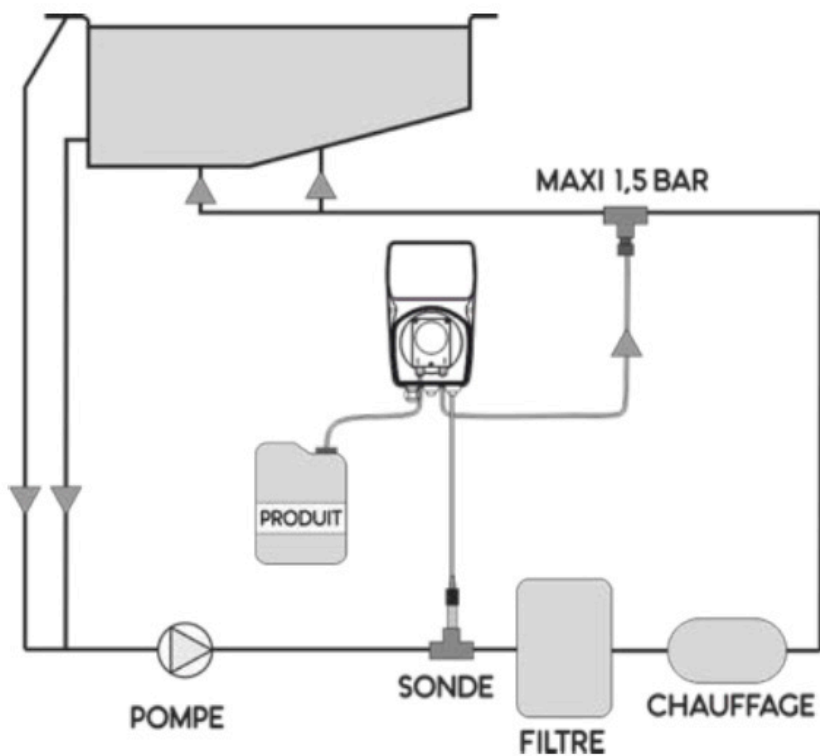 MAXI 1,5 BAR
PRODUIT
POMPE
SONDE
FILTRE
CHAUFFAGE